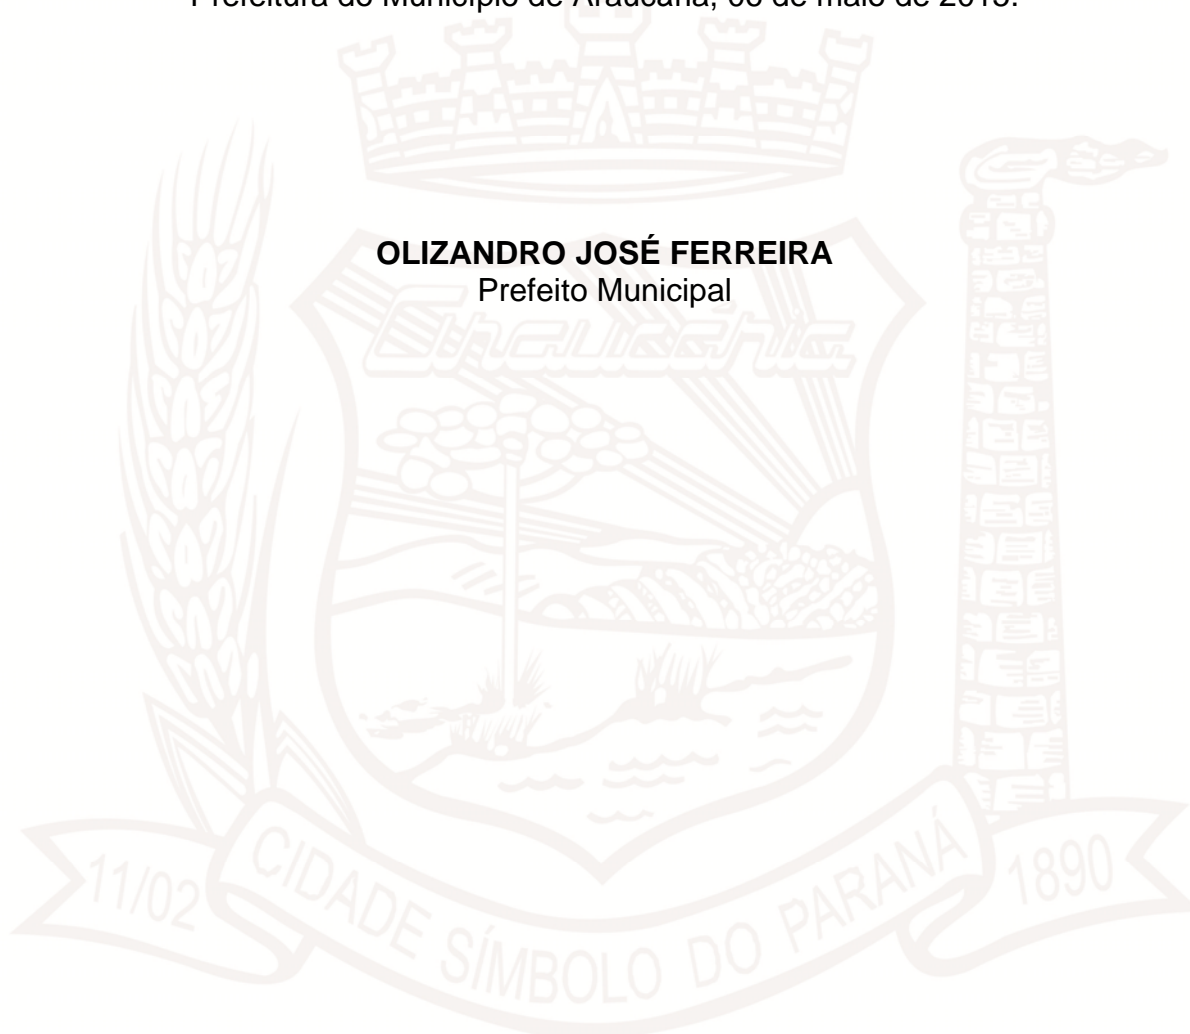 Prefeitura do Município de Araucária, de maio de
OLIZANDRO JOSÉ FERREIRA
Prefeito Municipal
Araucária
11/02 CIDADE SÍMBOLO DO PARANÁ 1890